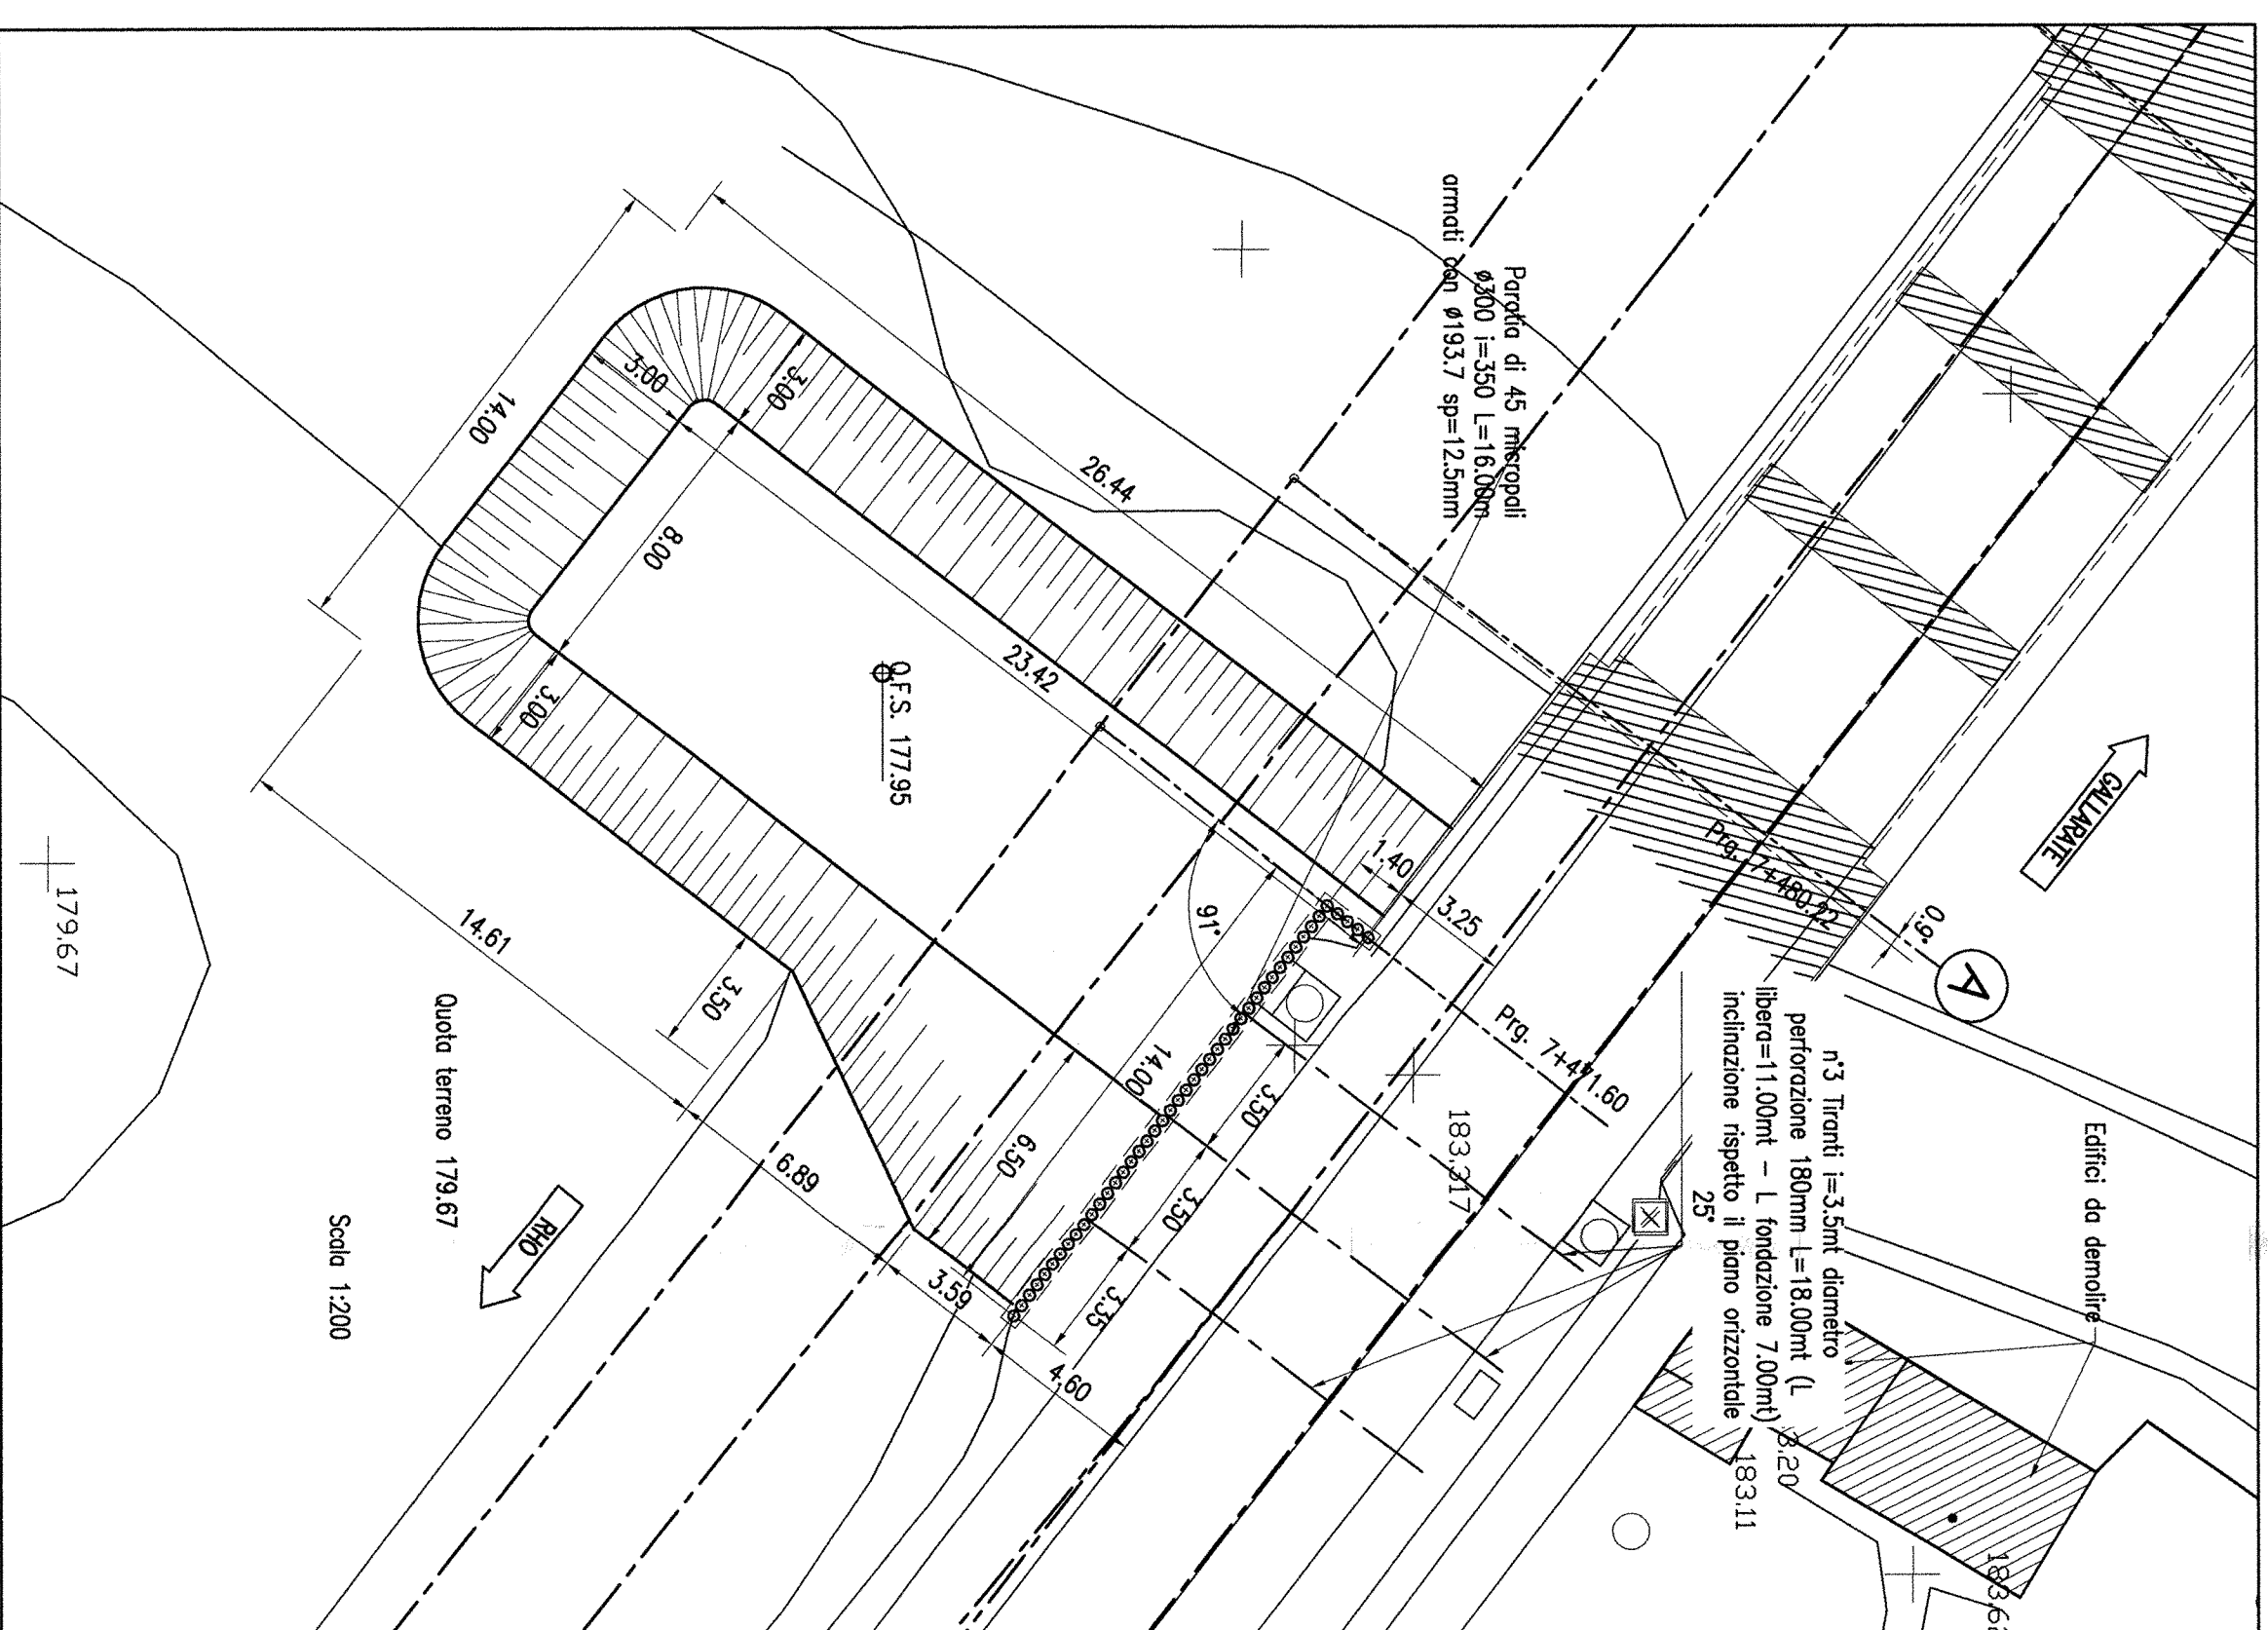 Paratia di 45 micropali
ø300 i=350 L=16.00m
armati con ø193.7 sp=12.5mm
GALLARATE
0.9°
A
Prg. 7+480.22
n°3 Tiranti i=3.5mt diametro
perforazione 180mm L=18.00mt (L
libera=11.00mt - L fondazione 7.00mt)
inclinazione rispetto il piano orizzontale
25°
Edifici da demolire
3.20
183.11
183.317
Prg. 7+471.60
3.25
1.40
91°
26.44
23.42
14.00
3.00
3.00
8.00
3.00
Q.F.S. 177.95
14.00
6.50
3.50
3.50
3.35
4.60
3.59
6.89
14.61
3.50
RHO
Quota terreno 179.67
Scala 1:200
179.67